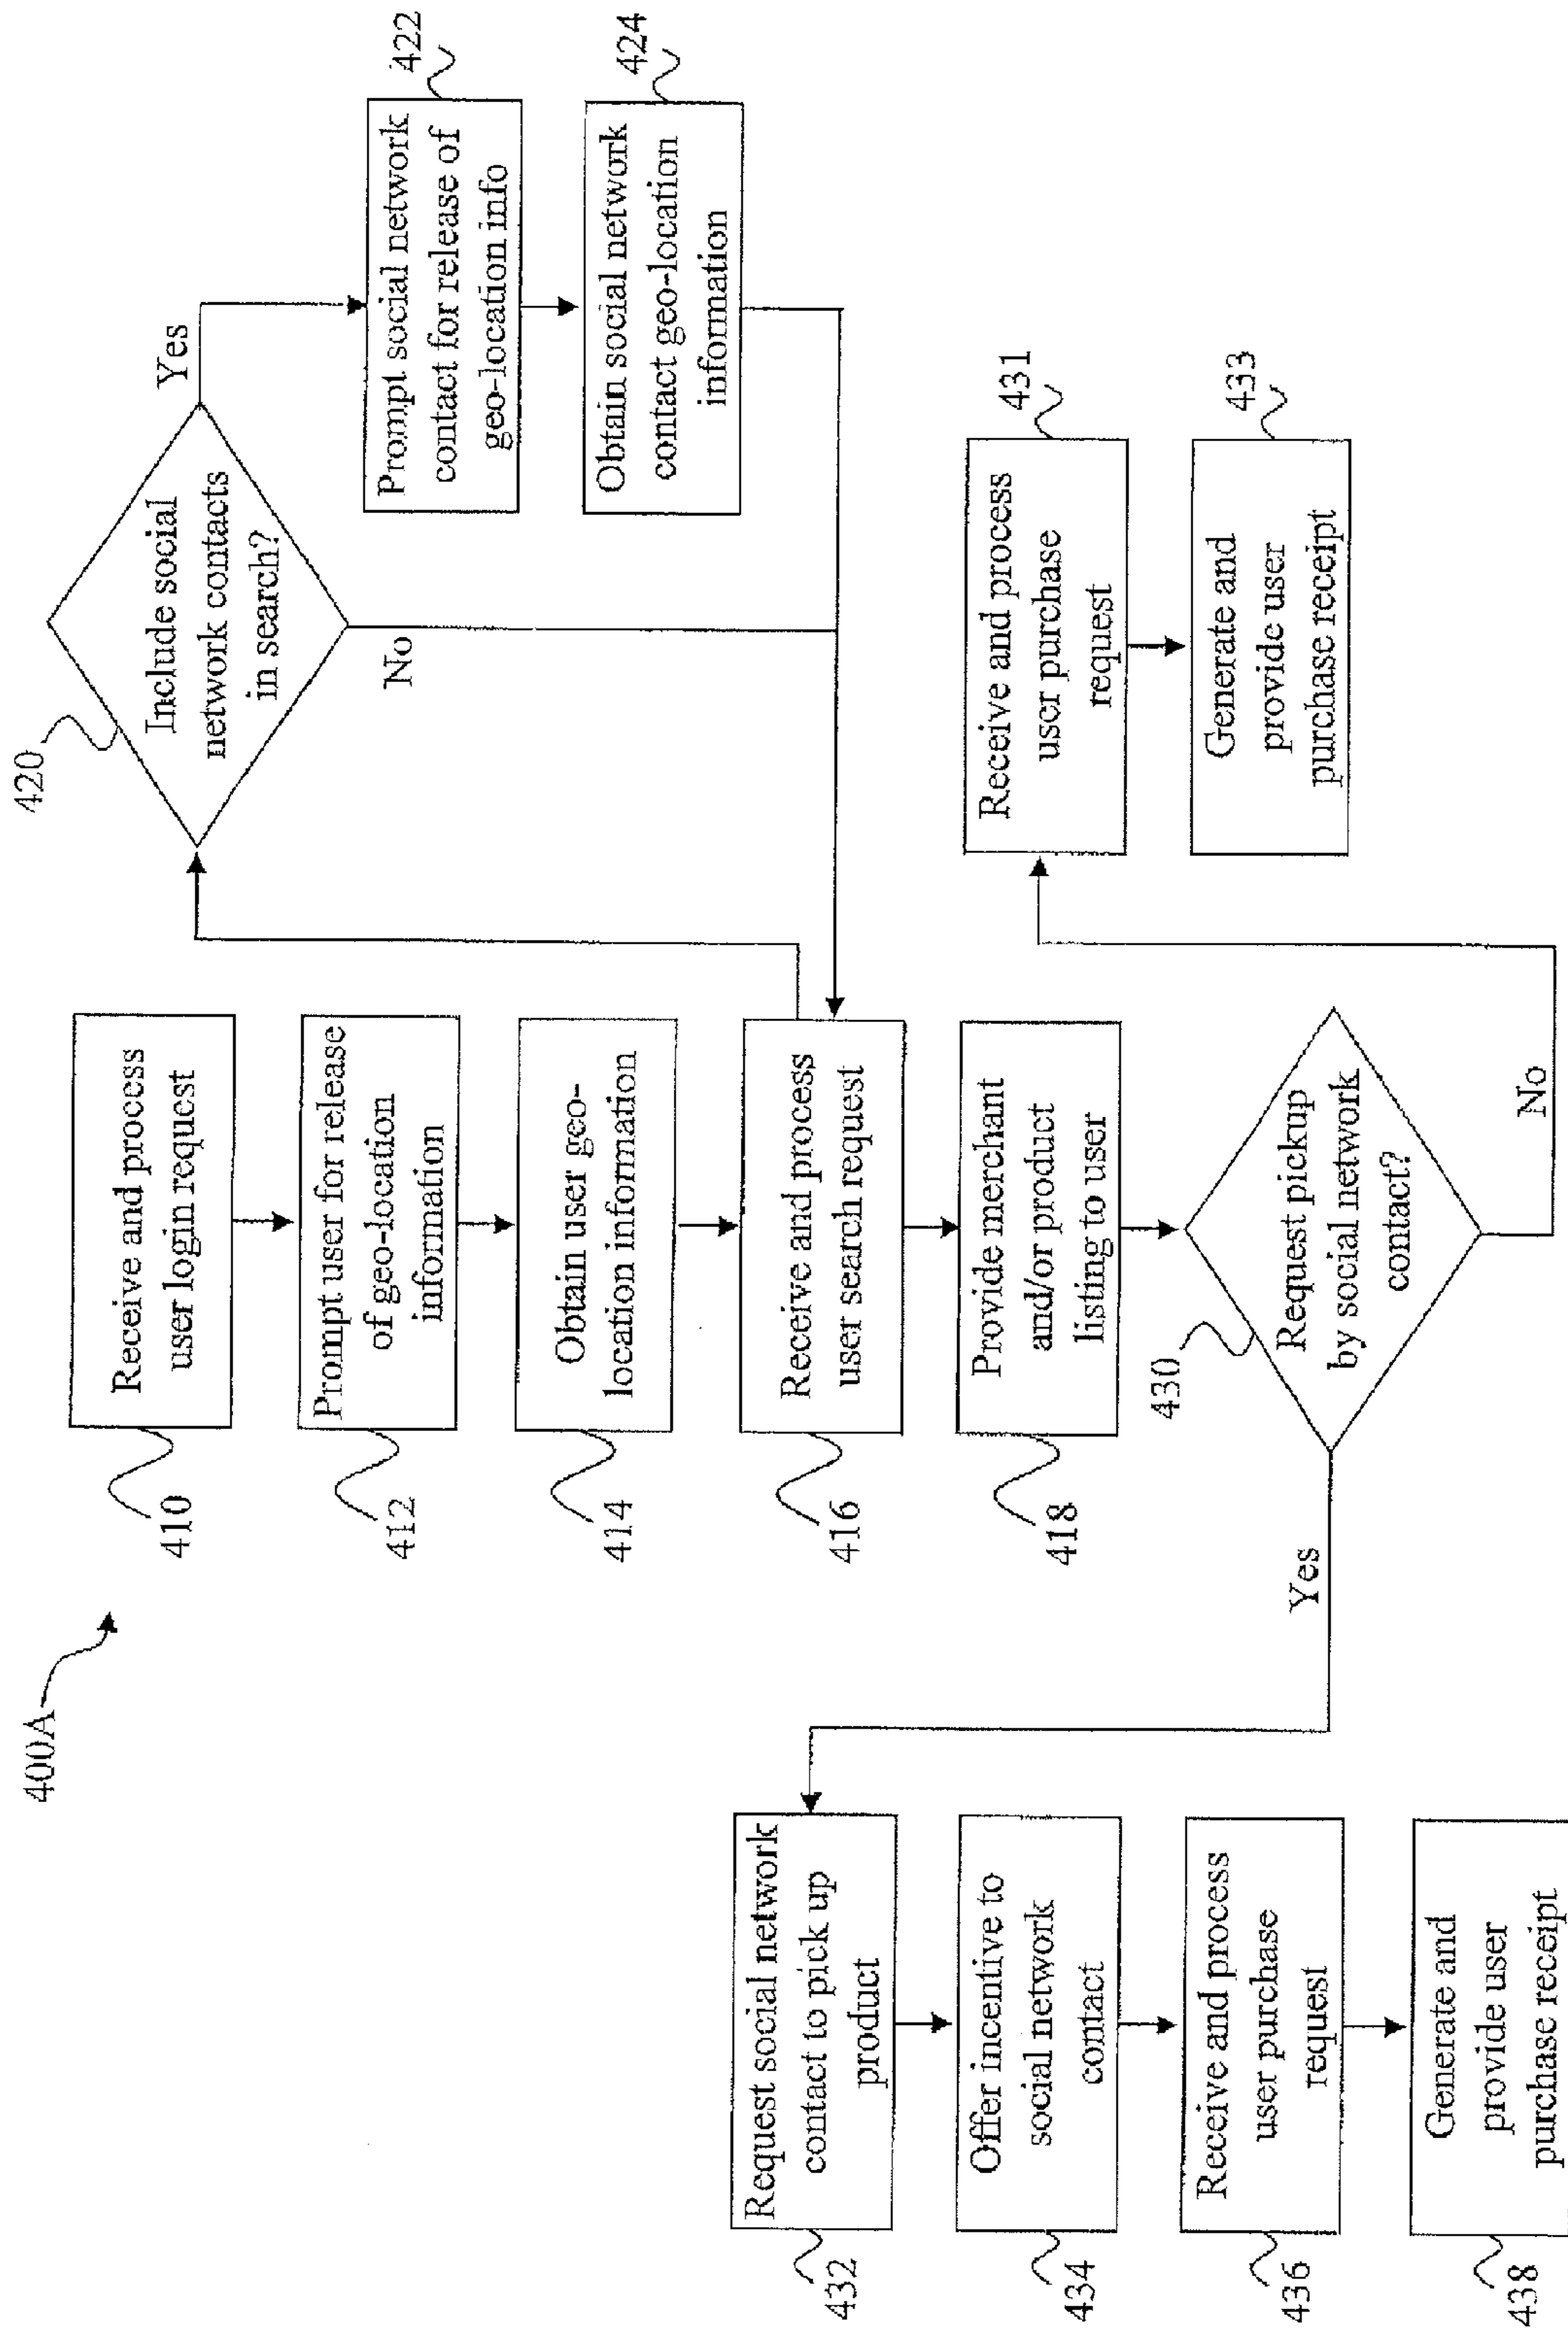 400A
410
Receive and process
user login request
412
Prompt user for release
of geo-location
information
414
Obtain user geo-
location information
416
Receive and process
user search request
418
Provide merchant
and/or product
listing to user
420
Include social
network contacts
in search?
Yes
No
422
Prompt social network
contact for release of
geo-location info
424
Obtain social network
contact geo-location
information
430
Request pickup
by social network
contact?
Yes
No
431
Receive and process
user purchase
request
433
Generate and
provide user
purchase receipt
432
Request social network
contact to pick up
product
434
Offer incentive to
social network
contact
436
Receive and process
user purchase
request
438
Generate and
provide user
purchase receipt